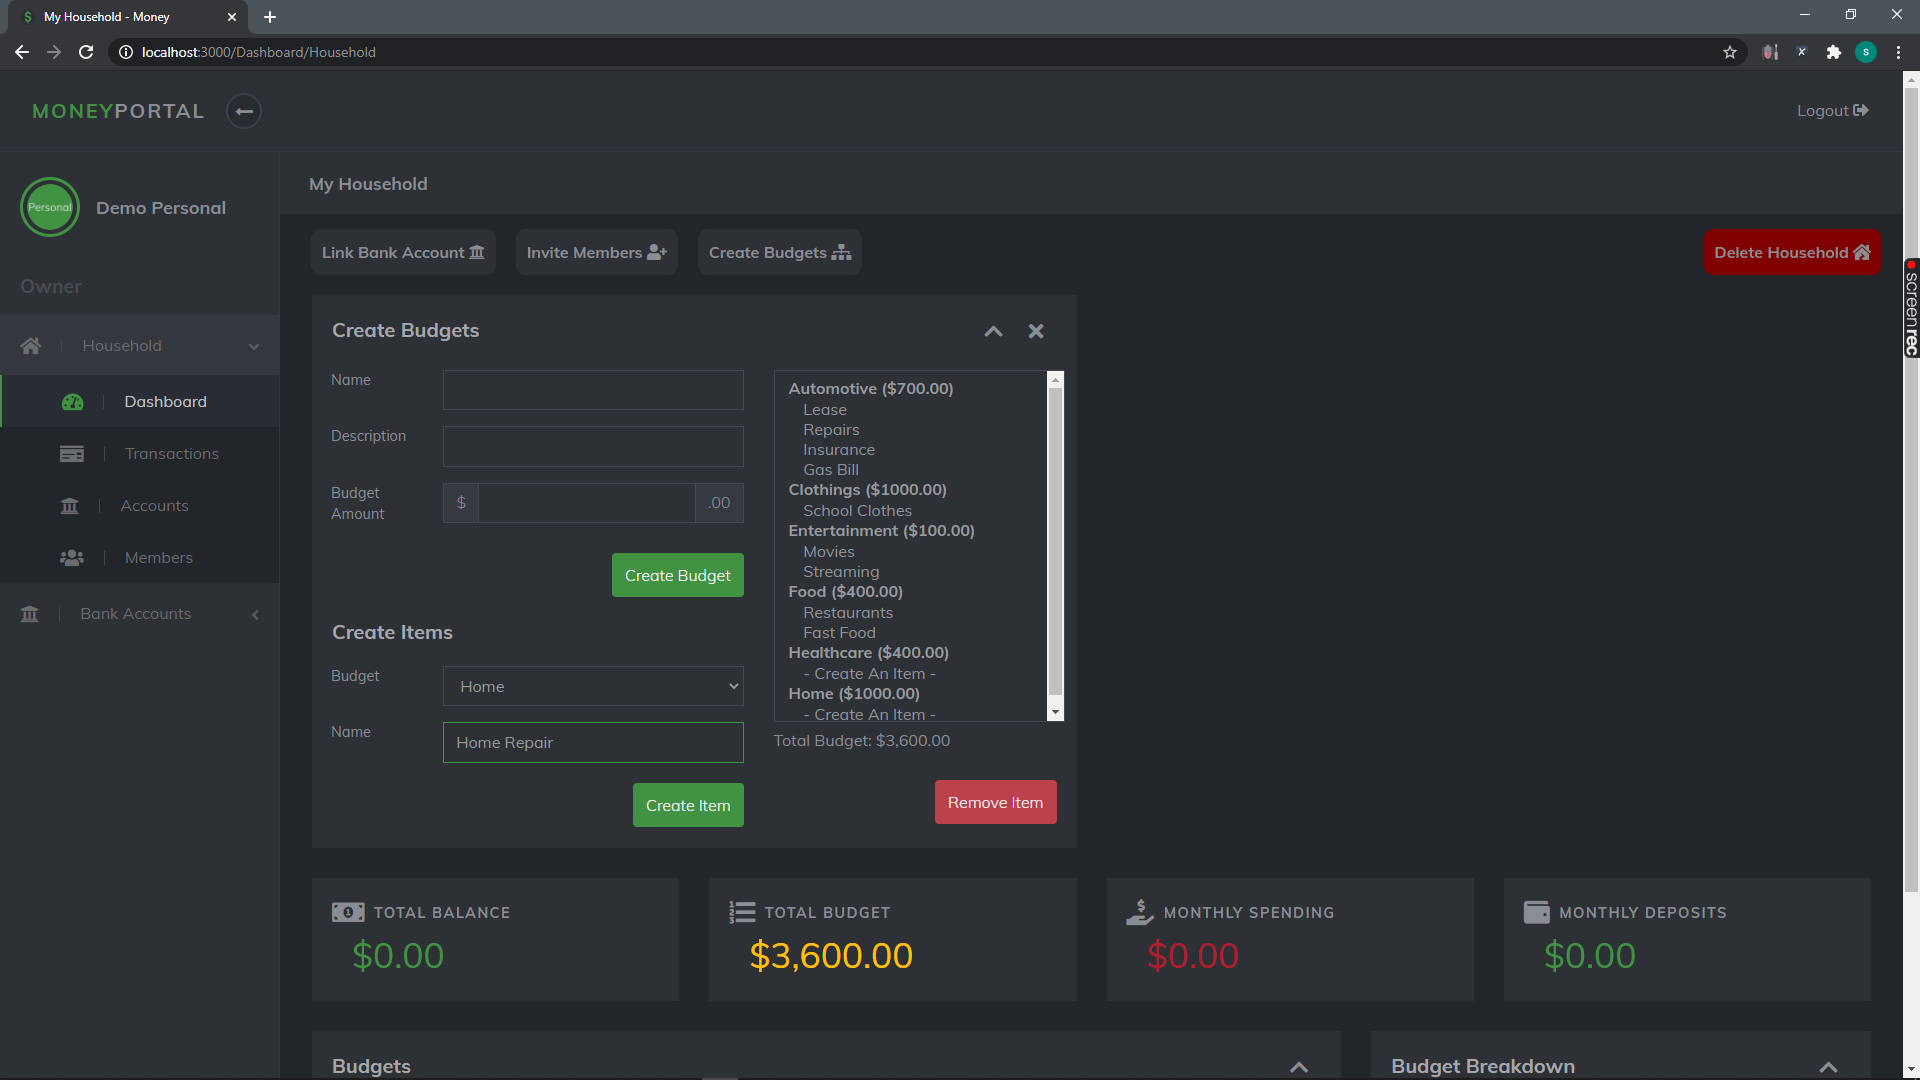 My Household - Money
localhost:3000/Dashboard/Household
S
MONEYPORTAL
Logout
Personal
Demo Personal
Owner
Household
Dashboard
Transactions
Accounts
Members
Bank Accounts
My Household
Link Bank Account
Invite Members
Create Budgets
Delete Household
screenrec
Create Budgets
Name
Description
Budget
Amount
$
.00
Create Budget
Create Items
Budget
Home
Name
Home Repair
Create Item
Automotive ($700.00)
Lease
Repairs
Insurance
Gas Bill
Clothings ($1000.00)
School Clothes
Entertainment ($100.00)
Movies
Streaming
Food ($400.00)
Restaurants
Fast Food
Healthcare ($400.00)
- Create An Item -
Home ($1000.00)
- Create An Item -
Total Budget: $3,600.00
Remove Item
TOTAL BALANCE
$0.00
TOTAL BUDGET
$3,600.00
MONTHLY SPENDING
$0.00
MONTHLY DEPOSITS
$0.00
Budgets
Budget Breakdown